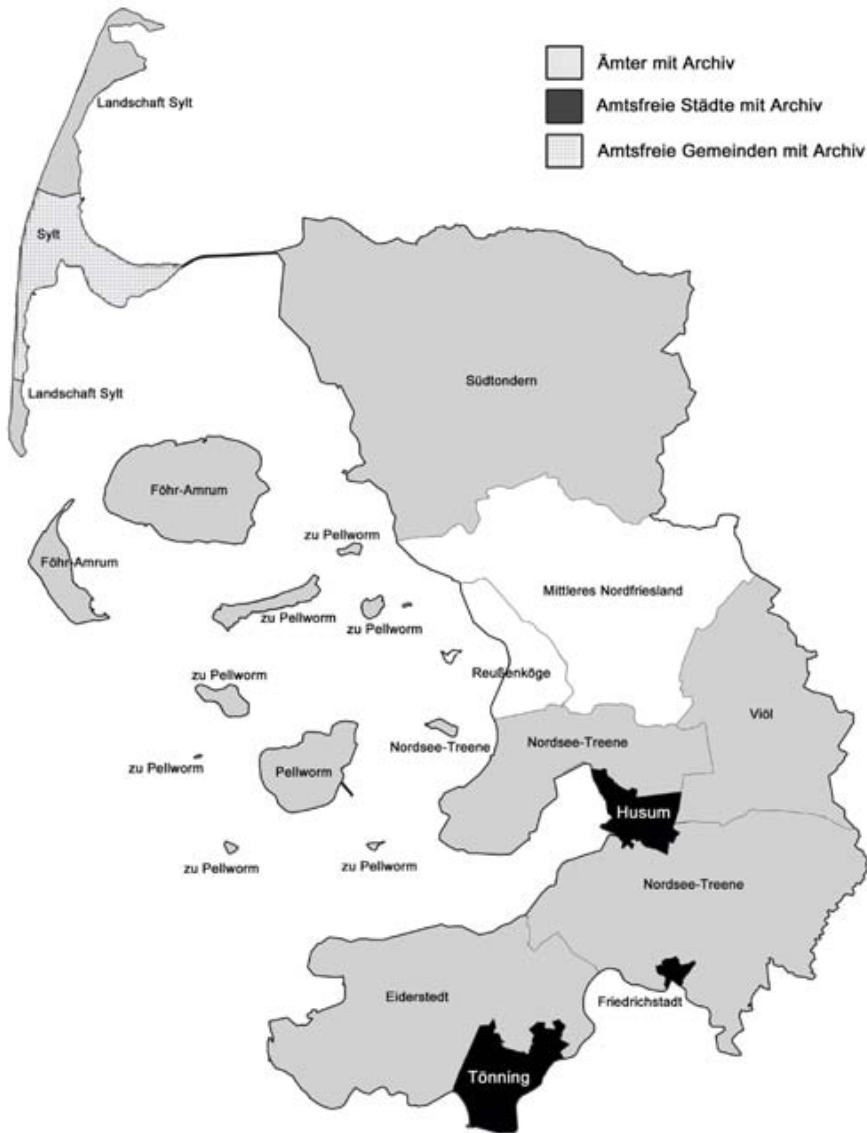 Ämter mit Archiv
Amtsfreie Städte mit Archiv
Amtsfreie Gemeinden mit Archiv
Landschaft Sylt
Sylt
Landschaft Sylt
Südtondern
Föhr-Amrum
Föhr-Amrum
zu Pellworm
zu Pellworm
zu Pellworm
Mittleres Nordfriesland
Reußenköge
zu Pellworm
Viöl
Nordsee-Treene
Nordsee-Treene
zu Pellworm
Pellworm
Husum
zu Pellworm
zu Pellworm
Nordsee-Treene
Eiderstedt
Friedrichstadt
Tönning